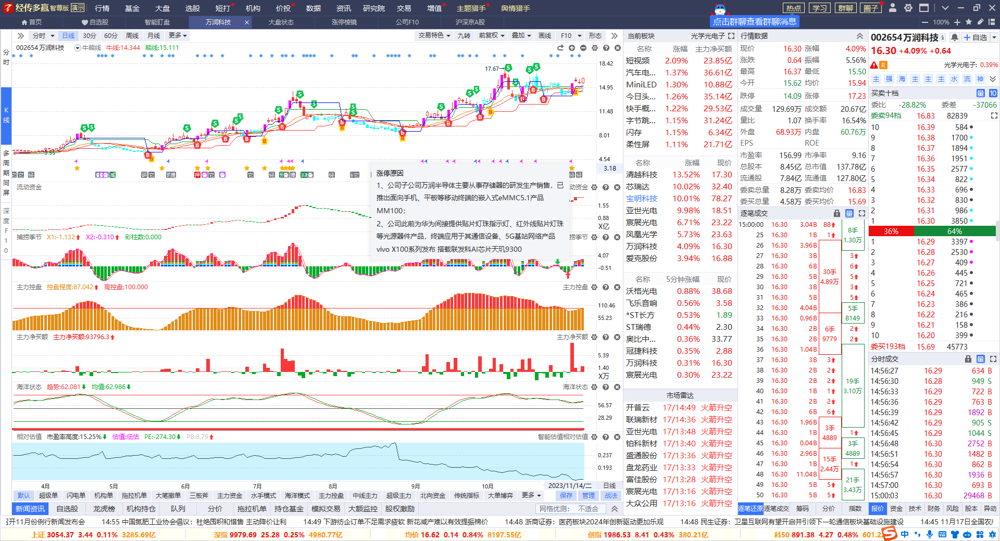 经传多赢 智尊版 演示 行情 基金 大盘 选股 短打 机构 价投 数据 资讯 研究院 交易 增值 主题猎手 舆情猎手 热点 学习 群聊 圈子
首页 自选股 智能盯盘 万润科技 × 大盘状态 涨停棱镜 公司F10 沪深京A股 点击群聊查看群聊消息 100%
分时 日线 30分 60分 周线 月线 更多 交易特色 九转 前复权 叠加 画线 F10 形态
分时
K线
多周期同屏
深度F10
002654 万润科技 牛熊线 牛线:14.344 熊线:15.111
18.42
17.67
14.95
11.48
8.01
4.54
3.18
流动资金
1.55
0.88
X亿
涨停原因
1、公司子公司万润半导体主要从事存储器的研发生产销售，已
推出面向手机、平板等移动终端的嵌入式eMMC5.1产品
MM100；
2、公司此前为华为间接提供贴片灯珠指示灯、红外线贴片灯珠
等光源器件产品，终端应用于其通信设备、5G基站网络产品
vivo X100系列发布 搭载联发科AI芯片天玑9300
捕捞季节 X1:-1.132 X2:-0.310 彩柱数:0.000
4.07
-0.51
主力控盘 控盘程度:87.042 高控盘:100.000 主力控盘
110.46
55.23
主力净买额 主力净买额:93796.3 主力净买额
5.39
1.40
X万
海洋状态 趋势:62.081 均值:62.986 海洋状态
56.57
28.29
相对估值 市盈率高度:15.25% 估值:低估 PE:-274.30 PB:8.79 智能估值相对估值
0.237
0.193
4月 5月 6月 7月 8月 9月 10月 2023/11/14/二 日线
默认 超级单 闪电单 机构单 拖拉机单 大笔撤单 三板斧 主力资金 水手模式 海洋模式 主力控盘 中线主力 超级主力 北向资金 传统指标 大单博弈 更多 保存 管理 战法
新闻资讯 自选股 龙虎榜 机构持仓 队列 分价 拖拉机单 持仓基金 模拟交易 大额监控 股权激励 网格优测: 不适合
当前板块 光学光电子
名称 涨幅 主力净买额
短视频 2.09% 23.85亿
汽车电... 1.37% 36.61亿
MiniLED 1.30% 10.88亿
今日头... 1.26% 35.14亿
快手概... 1.22% 29.53亿
字节跳... 1.15% 31.24亿
闪存 1.15% 6.34亿
柔性屏 1.11% 21.71亿
名称 涨幅 现价
清越科技 13.52% 17.30
芯瑞达 10.02% 32.40
宝明科技 10.01% 78.27
亚世光电 9.98% 18.51
宸展光电 6.71% 23.22
凤凰光学 5.73% 23.63
万润科技 4.09% 16.30
爱克股份 3.94% 16.88
名称 5分钟涨幅 现价
沃格光电 0.88% 38.68
飞乐音响 0.56% 3.58
*ST长方 0.53% 1.89
ST瑞德 0.44% 2.30
奥比中... 0.36% 33.77
冠捷科技 0.35% 2.88
万润科技 0.31% 16.30
宸展光电 0.30% 23.22
市场雷达
开普云 17/14:49 火箭升空
联瑞新材 17/14:36 火箭升空
亚世光电 17/13:48 火箭升空
铂科新材 17/13:40 火箭升空
盛通股份 17/13:36 火箭升空
盘龙药业 17/13:33 火箭升空
富佳股份 17/13:28 火箭升空
宸展光电 17/13:16 火箭升空
大众公用 17/13:16 火箭升空
行情数据
现价 16.30 涨幅 4.09%
涨跌 0.64 振幅 5.56%
最高 16.37 最低 15.50
今开 15.62 均价 15.94
跌停 14.09 涨停 17.23
成交量 129.69万 成交额 20.67亿
量比 1.07 换手率 16.54%
外盘 68.93万 内盘 60.76万
EPS ROE
市盈率 156.99 市净率 9.16
总股本 8.45亿 总市值 137.78亿
流通股 7.84亿 流通值 127.80亿
委卖总量 8.28万 委卖均价 16.83
委买总量 4.58万 委买均价 15.69
逐笔成交 量
15:00:00 16.30 3.04B 88
25 16.30 1B 1
26 16.30 3.96B
27 16.30 3B 3
28 16.30 6B 6
29 16.30 5B 5
30 16.30 3B 3
31 16.30 5B 5
32 16.30 4.04B
33 16.30 0.96B
34 16.30 2B 2
35 16.30 2B 2
36 16.30 1.04B
37 16.30 3B 3
38 16.30 2B 2
39 16.30 2B 2
40 16.30 1B 1
41 16.30 2B 2
42 16.30 6B 6
43 16.30 1.96B
44 16.30 1B 1
45 16.30 0.04B
46 16.30 2.96B
47 16.30 1B 1
48 16.30 11.04B
49 16.30 5B 5
50 16.30 5B 5
30手
4.89万
6手
9779
3手
4889
15手
2.44万
8手
1.30万
5手
8149
19手
3.10万
3手
4889
21手
3.43万
逐笔还原 逐笔成交 筹码 分价 指数
002654 万润科技 自选
16.30 +4.09% +0.64
R 光学光电子: 0.39%
主 强 海 主 主 主 水 流 神
买卖十档 量 10
委比 -28.82% 委差 -37066
委卖94档 16.83 82839
10 16.39 584
9 16.38 1700
8 16.37 1894
7 16.36 1951
6 16.35 2577
5 16.34 822
4 16.33 696
3 16.32 830
2 16.31 986
1 16.30 3850
36% 64%
1 16.29 3397
2 16.28 2530
3 16.27 409
4 16.26 445
5 16.25 721
6 16.24 465
7 16.23 386
8 16.22 216
9 16.21 158
10 16.20 399
委买193档 15.69 45773
分时成交 量
14:56:27 16.29 634 B
14:56:30 16.28 949 S
14:56:33 16.29 722 B
14:56:36 16.29 763 B
14:56:39 16.29 1892 B
14:56:42 16.29 905 S
14:56:45 16.29 1044 S
14:56:48 16.30 2752 B
14:56:51 16.30 1482 B
14:56:54 16.30 862 B
14:56:57 16.30 1936 B
14:57:00 16.30 693 B
15:00:03 16.30 29468 B
报价 资金 技术 财务 风险 股本 异动
召开11月份例行新闻发布会 14:55 中国氮肥工业协会倡议：杜绝囤积和惜售 主动降价让利 14:49 下游纺企订单不足需求疲软 新花减产难以有效提振棉价 14:48 浙商证券：医药板块2024年创新驱动更加乐观 14:48 民生证券：卫星互联网有望开启并引领下一轮通信板块基础设施建设 14:45 11月17日全国农产
上证 3054.37 3.44 0.11% 3285.69亿 深指 9979.69 25.28 0.25% 4980.77亿 均价 16.62 0.14 0.84% 8197.55亿 创指 1986.53 8.41 0.43% 380.21亿 科50 891.38 4.27 0.48% 601.2 中